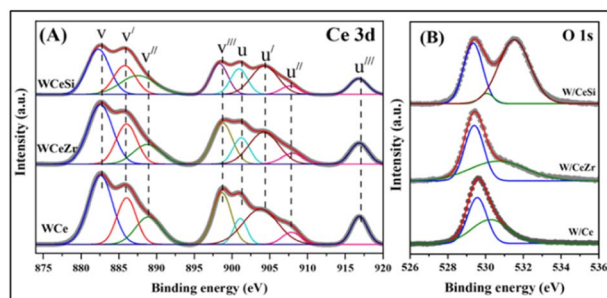 (A)
Ce 3d
v
v/
v//
v///
u
u/
u//
u///
WCeSi
WCeZr
WCe
Intensity (a.u.)
875 880 885 890 895 900 905 910 915 920
Binding energy (eV)
(B)
O 1s
W/CeSi
W/CeZr
W/Ce
Intensity (a.u.)
526 528 530 532 534 536
Binding energy (eV)